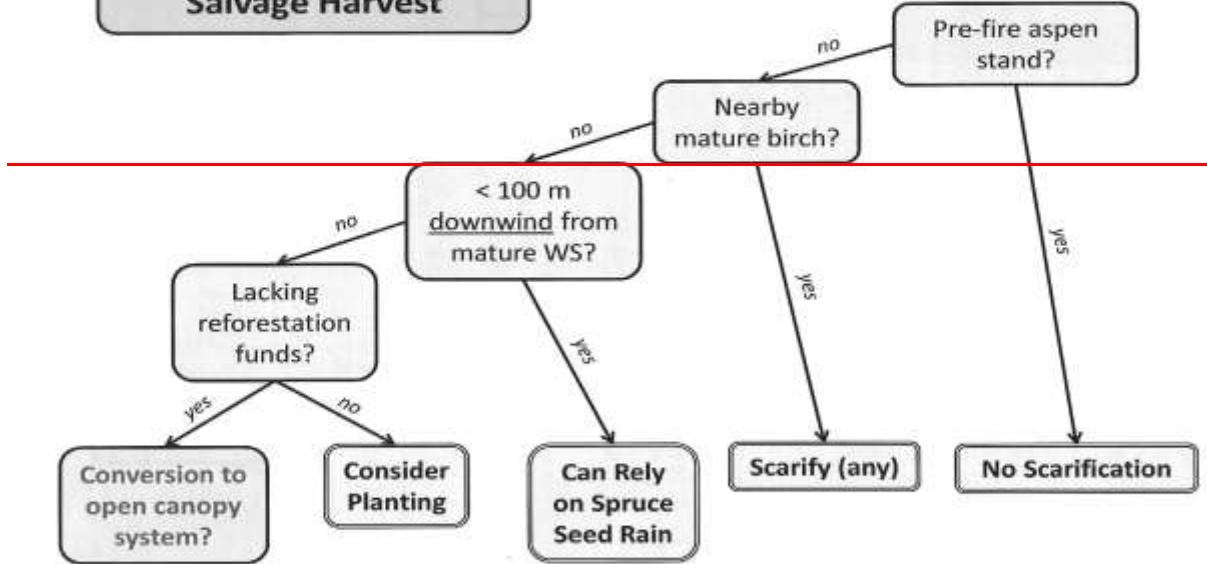 Salvage Harvest
Pre-fire aspen
stand?
no
Nearby
mature birch?
no
< 100 m
downwind from
mature WS?
no
yes
yes
Lacking
reforestation
funds?
yes
yes
no
Conversion to
open canopy
system?
Consider
Planting
Can Rely
on Spruce
Seed Rain
Scarify (any)
No Scarification